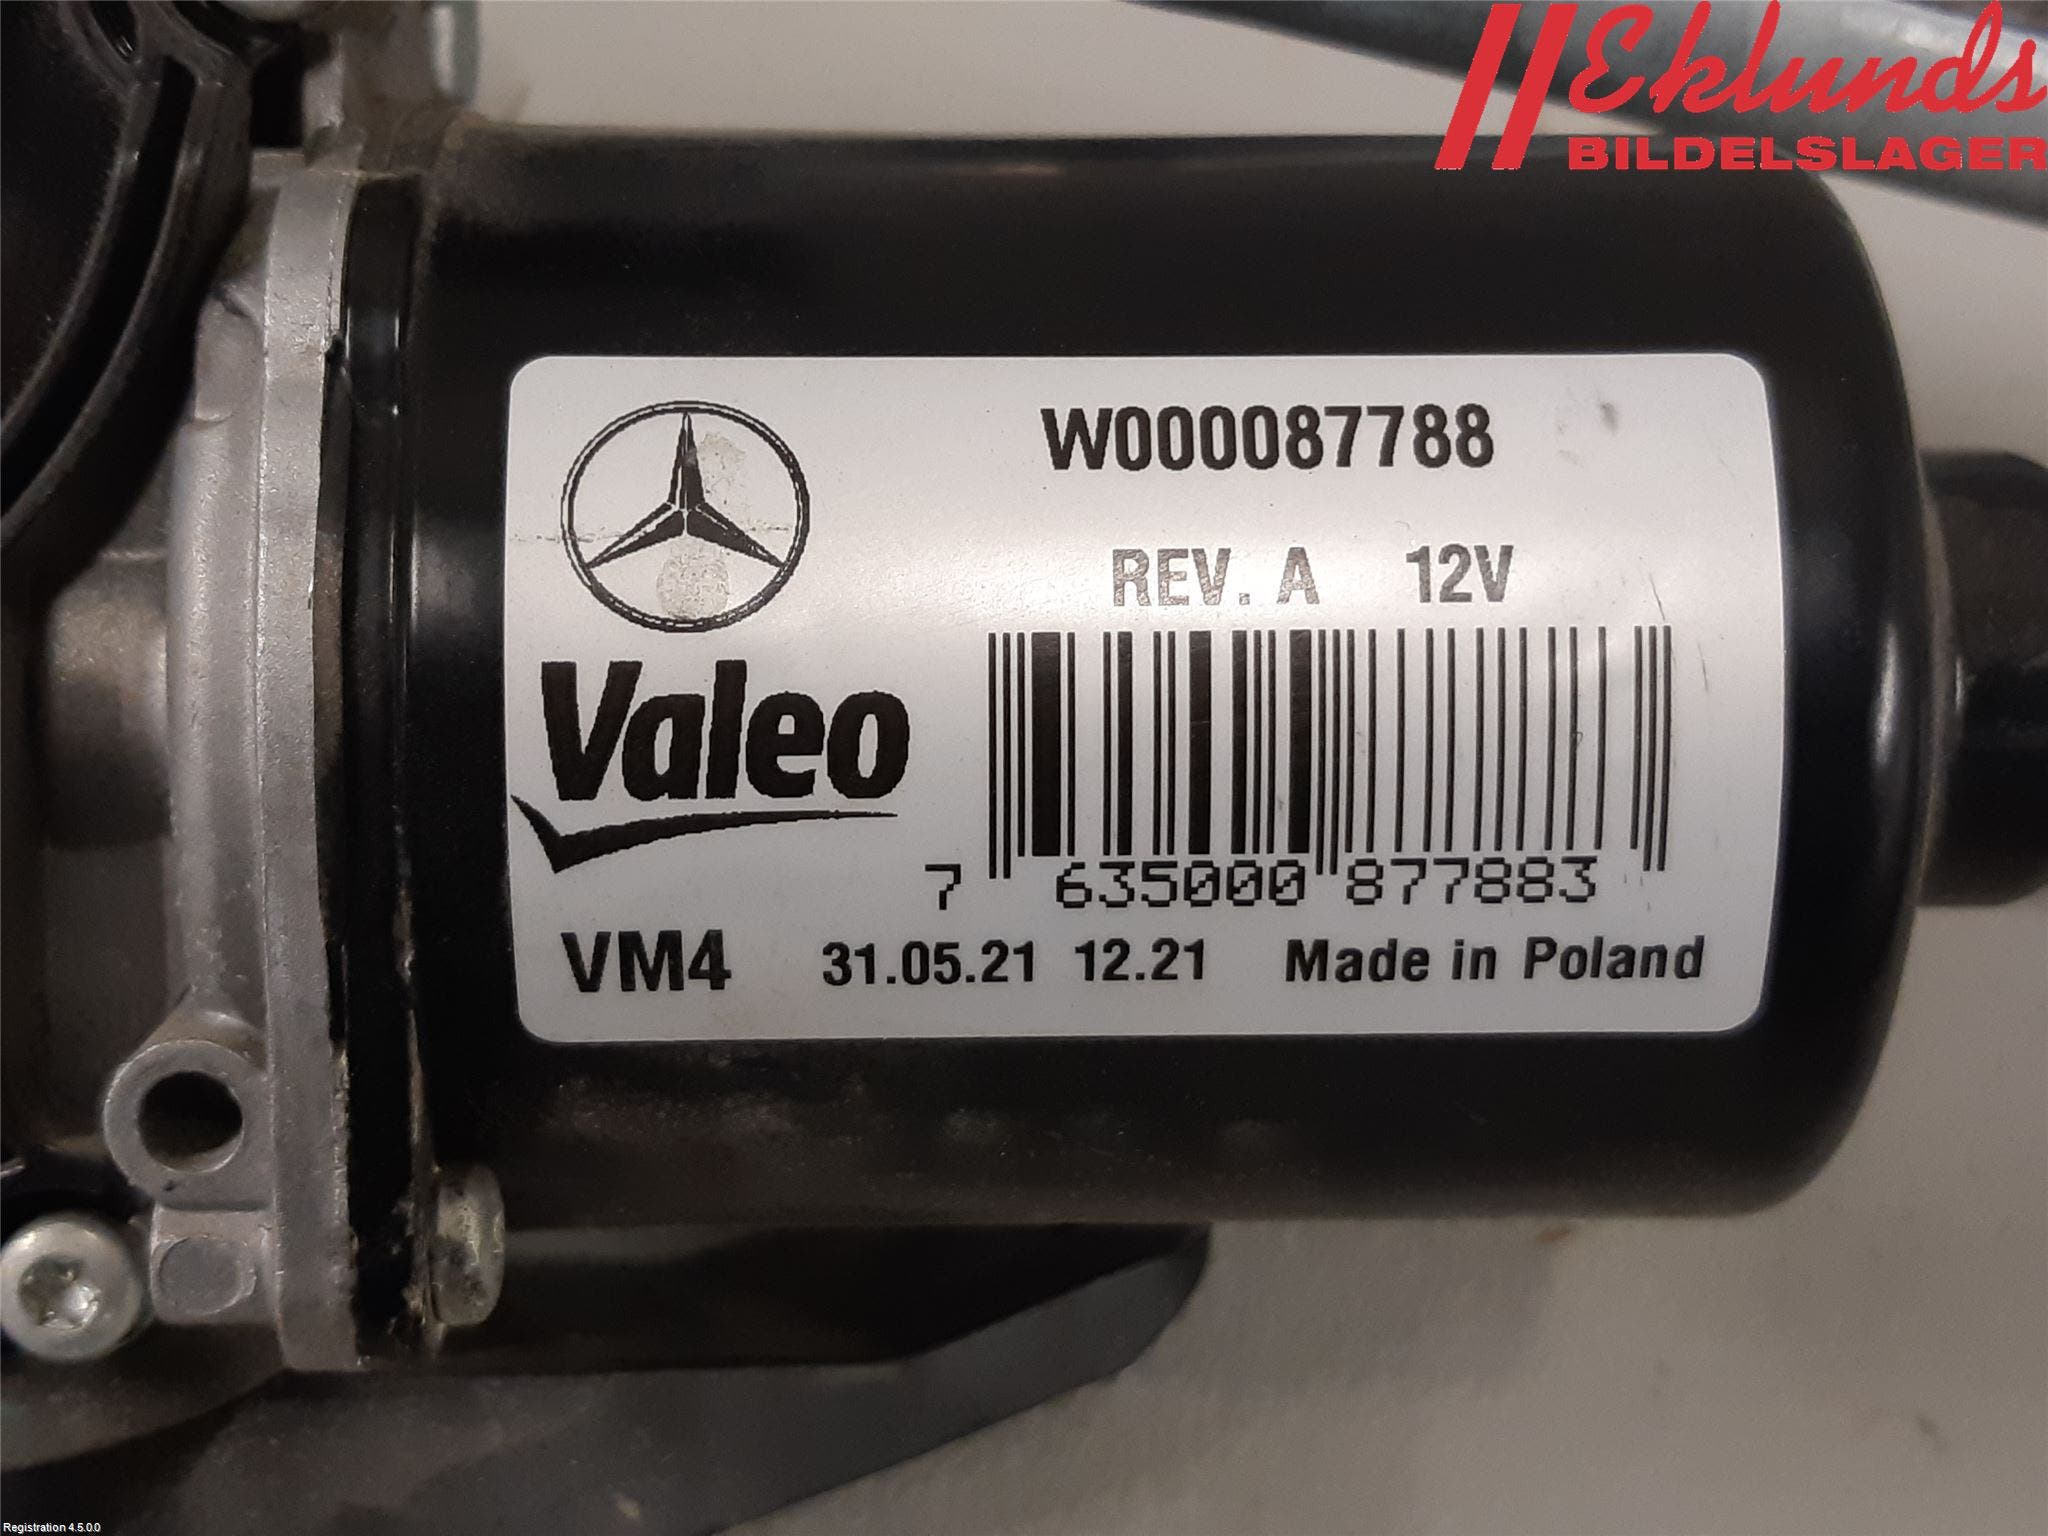 Eklunds
BILDELSLAGER
W000087788
REV. A 12V
Valeo
7 635000 877883
VM4 31.05.21 12.21 Made in Poland
Registration 4.5.0.0